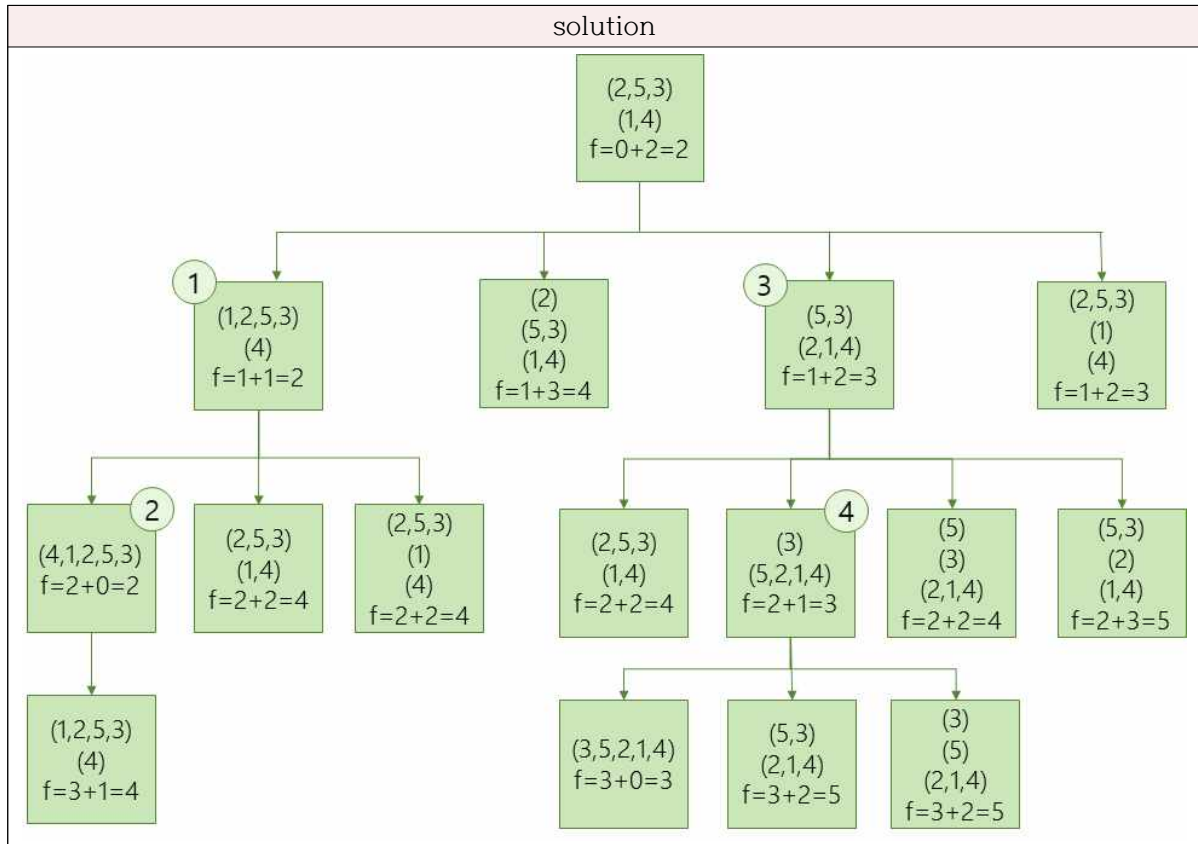 solution
(2,5,3)
(1,4)
f=0+2=2
1
(1,2,5,3)
(4)
f=1+1=2
(2)
(5,3)
(1,4)
f=1+3=4
3
(5,3)
(2,1,4)
f=1+2=3
(2,5,3)
(1)
(4)
f=1+2=3
2
(4,1,2,5,3)
f=2+0=2
(2,5,3)
(1,4)
f=2+2=4
(2,5,3)
(1)
(4)
f=2+2=4
(2,5,3)
(1,4)
f=2+2=4
4
(3)
(5,2,1,4)
f=2+1=3
(5)
(3)
(2,1,4)
f=2+2=4
(5,3)
(2)
(1,4)
f=2+3=5
(1,2,5,3)
(4)
f=3+1=4
(3,5,2,1,4)
f=3+0=3
(5,3)
(2,1,4)
f=3+2=5
(3)
(5)
(2,1,4)
f=3+2=5